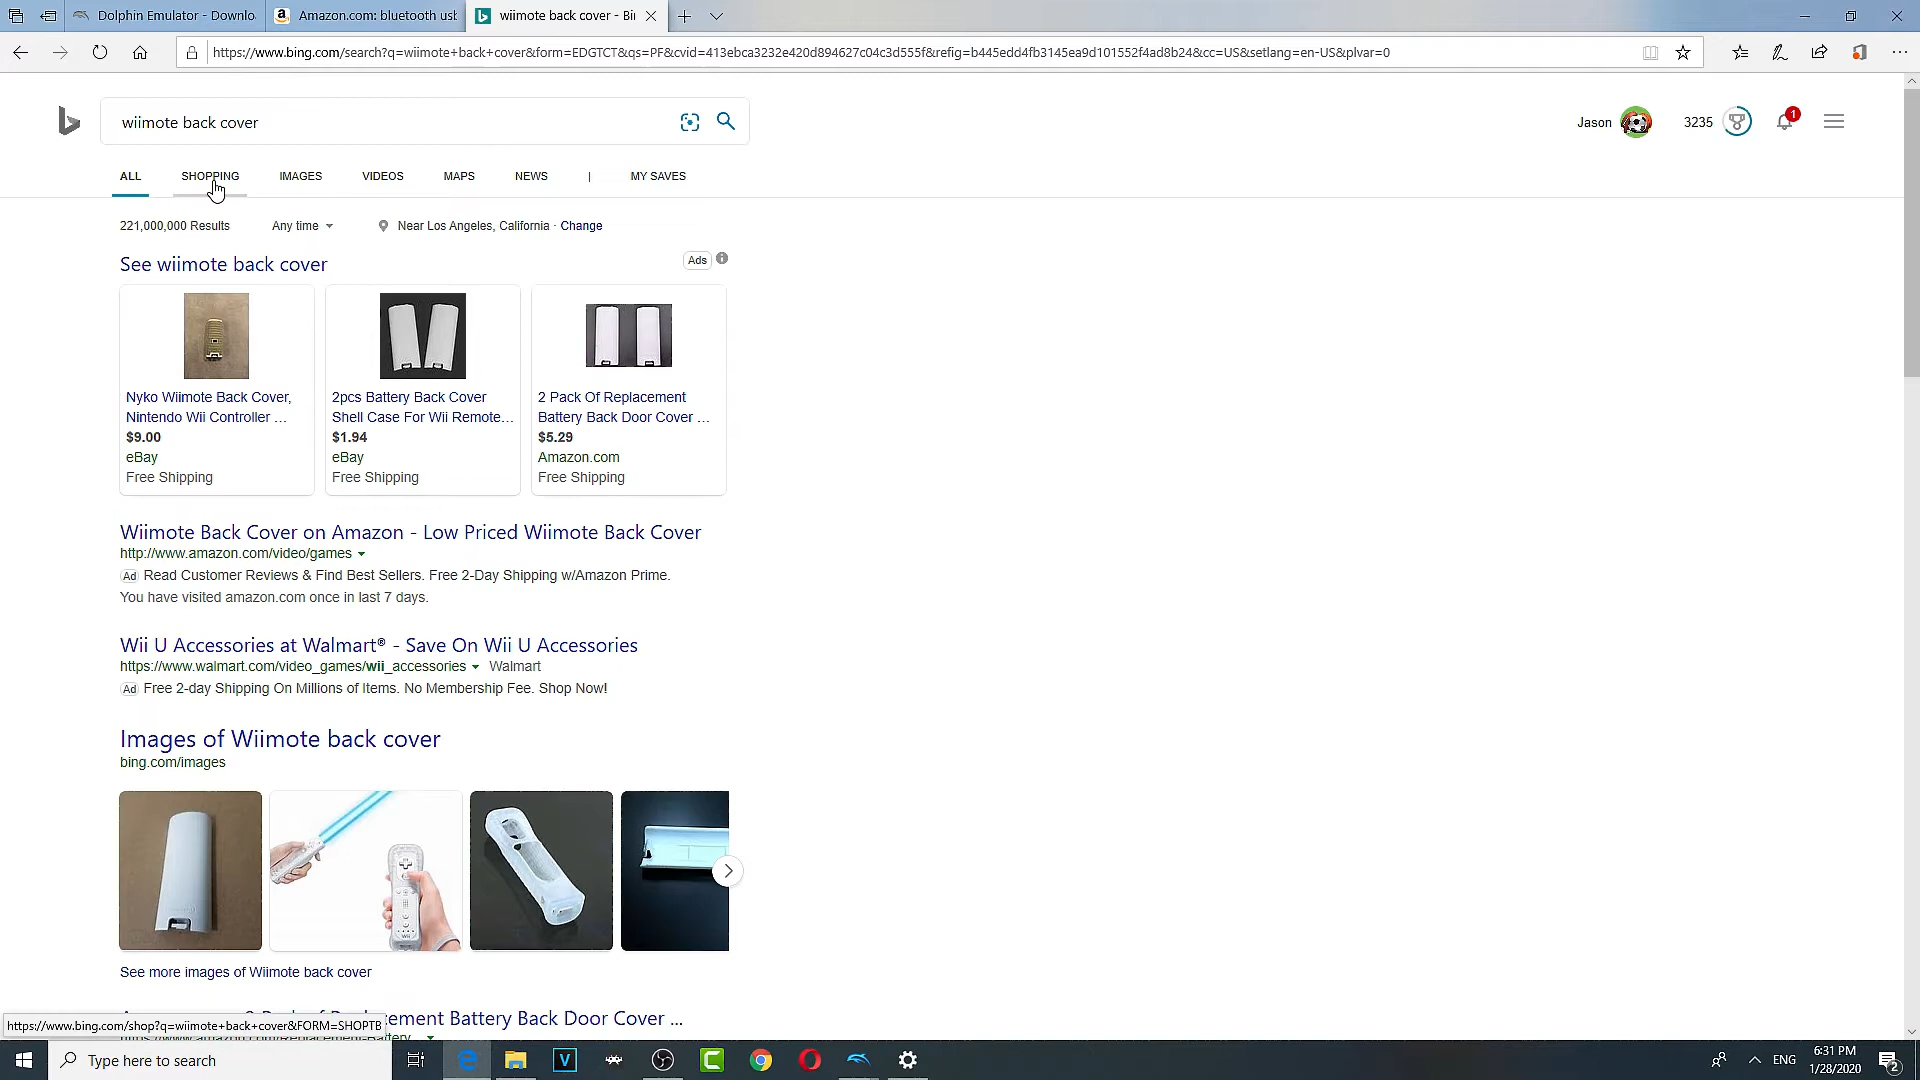 Dolphin Emulator - Downlo
Amazon.com: bluetooth usb
wiimote back cover - Bi
https://www.bing.com/search?q=wiimote+back+cover&form=EDGTCT&qs=PF&cvid=413ebca3232e420d894627c04c3d555f&refig=b445edd4fb3145ea9d101552f4ad8b24&cc=US&setlang=en-US&plvar=0
wiimote back cover
Jason
3235
1
ALL SHOPPING IMAGES VIDEOS MAPS NEWS | MY SAVES
221,000,000 Results Any time Near Los Angeles, California · Change
See wiimote back cover
Ads
Nyko Wiimote Back Cover,
Nintendo Wii Controller ...
$9.00
eBay
Free Shipping
2pcs Battery Back Cover
Shell Case For Wii Remote...
$1.94
eBay
Free Shipping
2 Pack Of Replacement
Battery Back Door Cover ...
$5.29
Amazon.com
Free Shipping
Wiimote Back Cover on Amazon - Low Priced Wiimote Back Cover
http://www.amazon.com/video/games
Ad Read Customer Reviews & Find Best Sellers. Free 2-Day Shipping w/Amazon Prime.
You have visited amazon.com once in last 7 days.
Wii U Accessories at Walmart® - Save On Wii U Accessories
https://www.walmart.com/video_games/wii_accessories Walmart
Ad Free 2-day Shipping On Millions of Items. No Membership Fee. Shop Now!
Images of Wiimote back cover
bing.com/images
See more images of Wiimote back cover
cement Battery Back Door Cover ...
https://www.bing.com/shop?q=wiimote+back+cover&FORM=SHOPTB
Type here to search
ENG
6:31 PM
1/28/2020
2